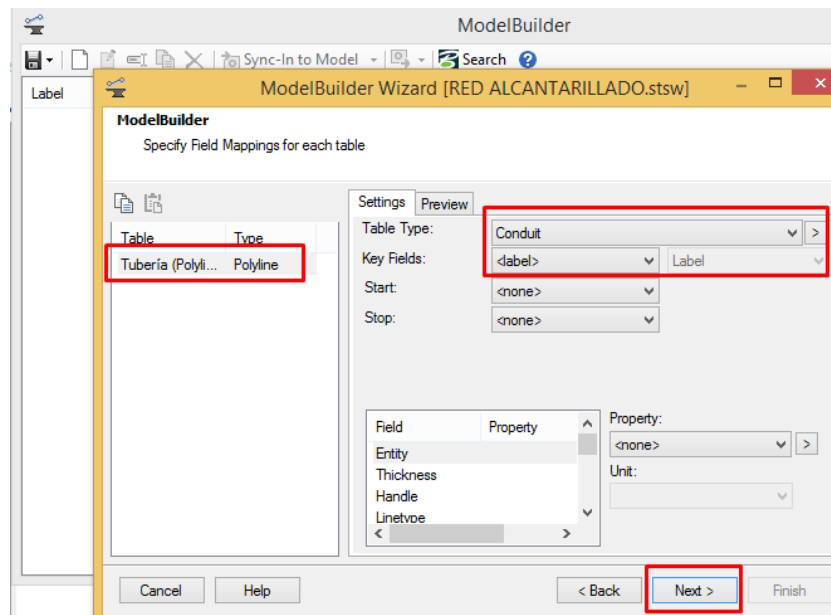 ModelBuilder
Sync-In to Model Search
Label
ModelBuilder Wizard [RED ALCANTARILLADO.stsw]
ModelBuilder
Specify Field Mappings for each table
Settings Preview
Table Type: Conduit >
Table Type
Key Fields: <label> Label
Tubería (Polyli... Polyline
Start: <none>
Stop: <none>
Field Property
Property:
<none> >
Entity
Unit:
Thickness
Handle
Linetype
Cancel Help < Back Next > Finish